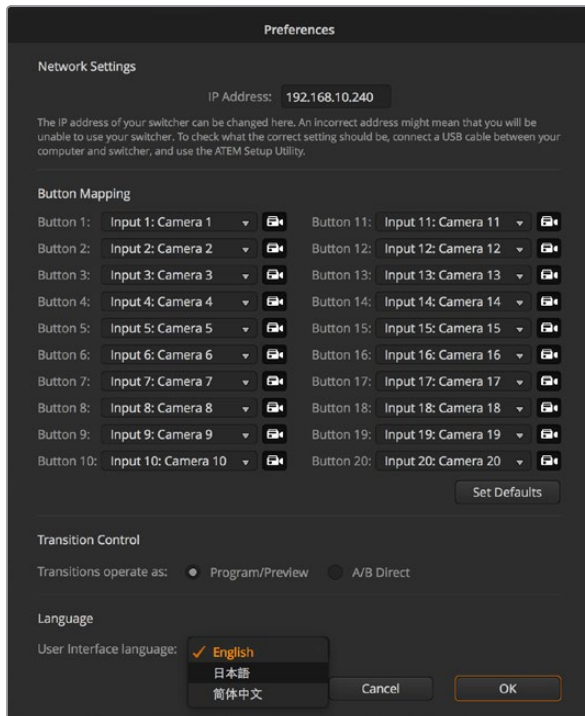 Preferences
Network Settings
IP Address: 192.168.10.240
The IP address of your switcher can be changed here. An incorrect address might mean that you will be
unable to use your switcher. To check what the correct setting should be, connect a USB cable between your
computer and switcher, and use the ATEM Setup Utility.
Button Mapping
Button 1: Input 1: Camera 1 Button 11: Input 11: Camera 11
Button 2: Input 2: Camera 2 Button 12: Input 12: Camera 12
Button 3: Input 3: Camera 3 Button 13: Input 13: Camera 13
Button 4: Input 4: Camera 4 Button 14: Input 14: Camera 14
Button 5: Input 5: Camera 5 Button 15: Input 15: Camera 15
Button 6: Input 6: Camera 6 Button 16: Input 16: Camera 16
Button 7: Input 7: Camera 7 Button 17: Input 17: Camera 17
Button 8: Input 8: Camera 8 Button 18: Input 18: Camera 18
Button 9: Input 9: Camera 9 Button 19: Input 19: Camera 19
Button 10: Input 10: Camera 10 Button 20: Input 20: Camera 20
Set Defaults
Transition Control
Transitions operate as: Program/Preview A/B Direct
Language
User Interface language: ✓ English
日本語
简体中文
Cancel OK